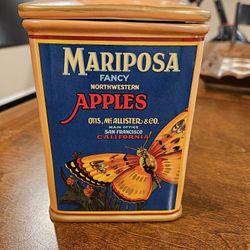 MARIPOSA
FANCY
NORTHWESTERN
APPLES
OTIS, McALLISTER & CO.
MAIN OFFICE
SAN FRANCISCO
CALIFORNIA